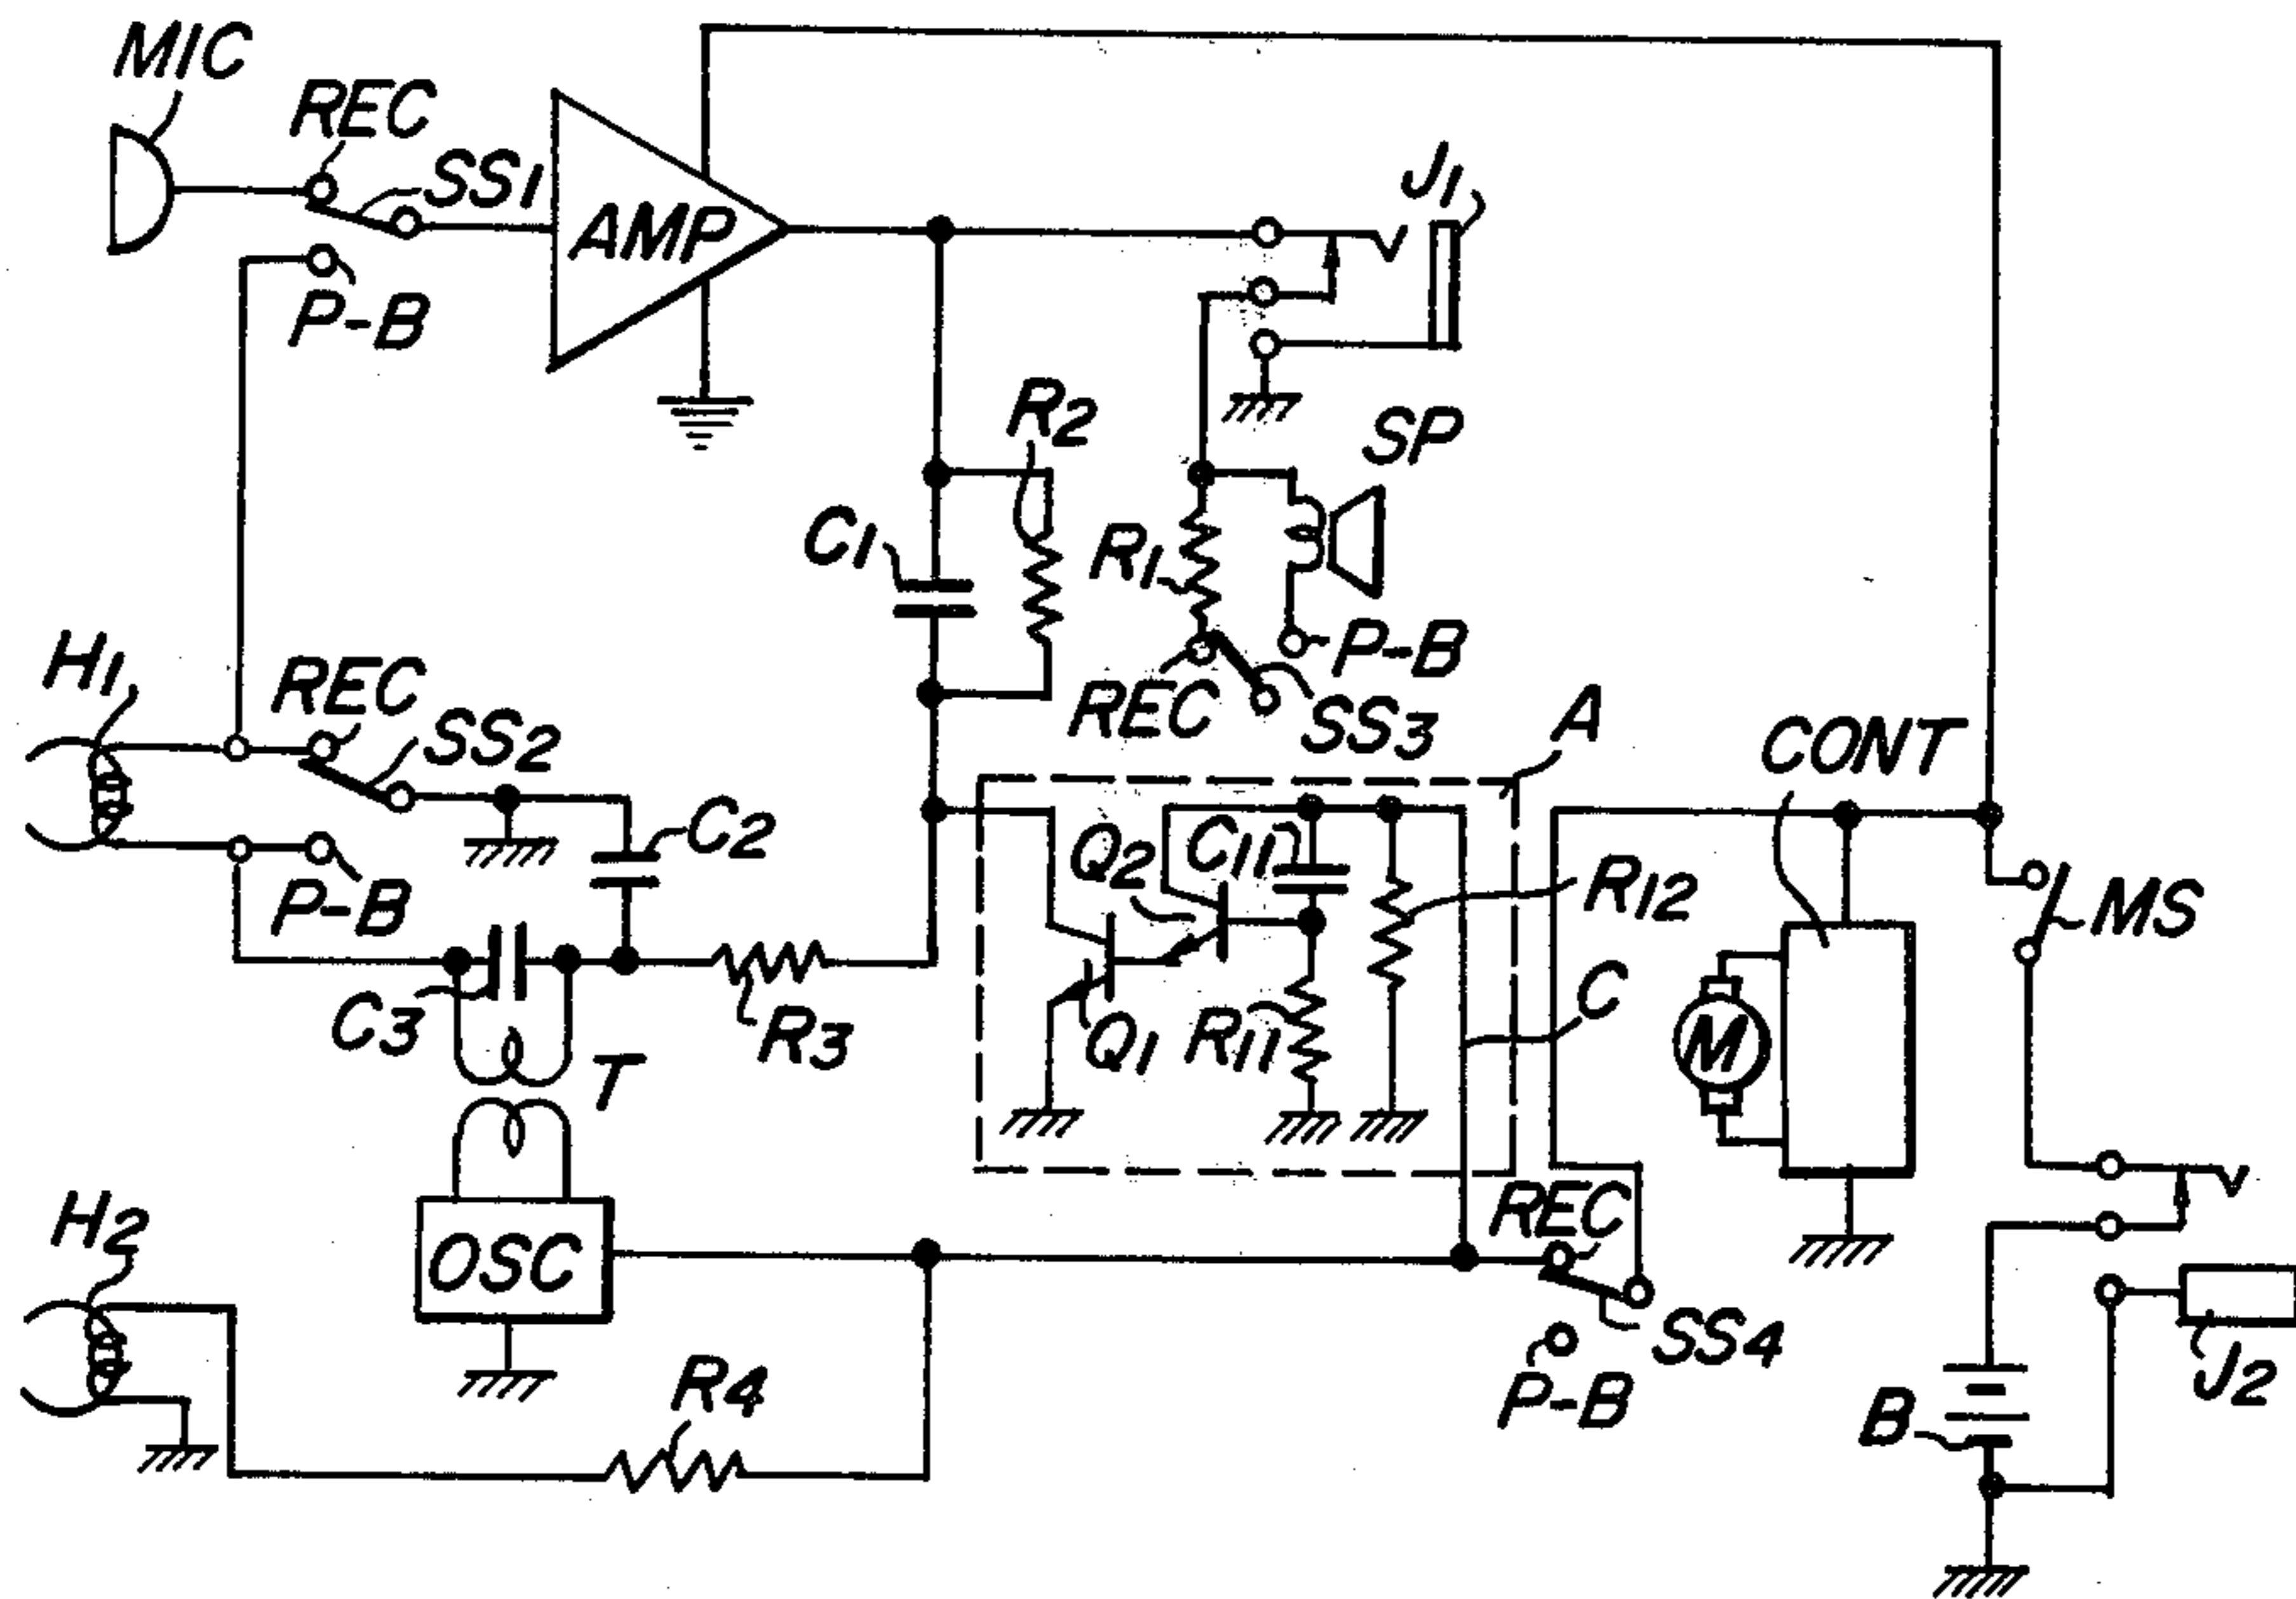 MIC
REC
SS1
AMP
J1
P-B
R2
SP
C1
R1
P-B
H1
REC
SS2
REC
SS3
A
CONT
C2
Q2
C11
R12
MS
P-B
C3
R3
Q1
R11
C
M
T
H2
OSC
REC
SS4
R4
P-B
B
J2